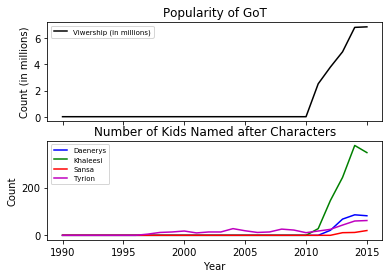 Popularity of GoT
Viwership (in millions)
Count (in millions)
6
4
2
0
Number of Kids Named after Characters
Daenerys
Khaleesi
Sansa
Tyrion
Count
200
0
1990 1995 2000 2005 2010 2015
Year